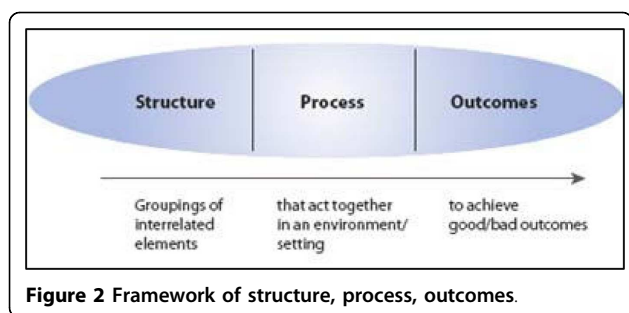 Structure
Process
Outcomes
Groupings of
interrelated
elements
that act together
in an environment/
setting
to achieve
good/bad outcomes
Figure 2 Framework of structure, process, outcomes.